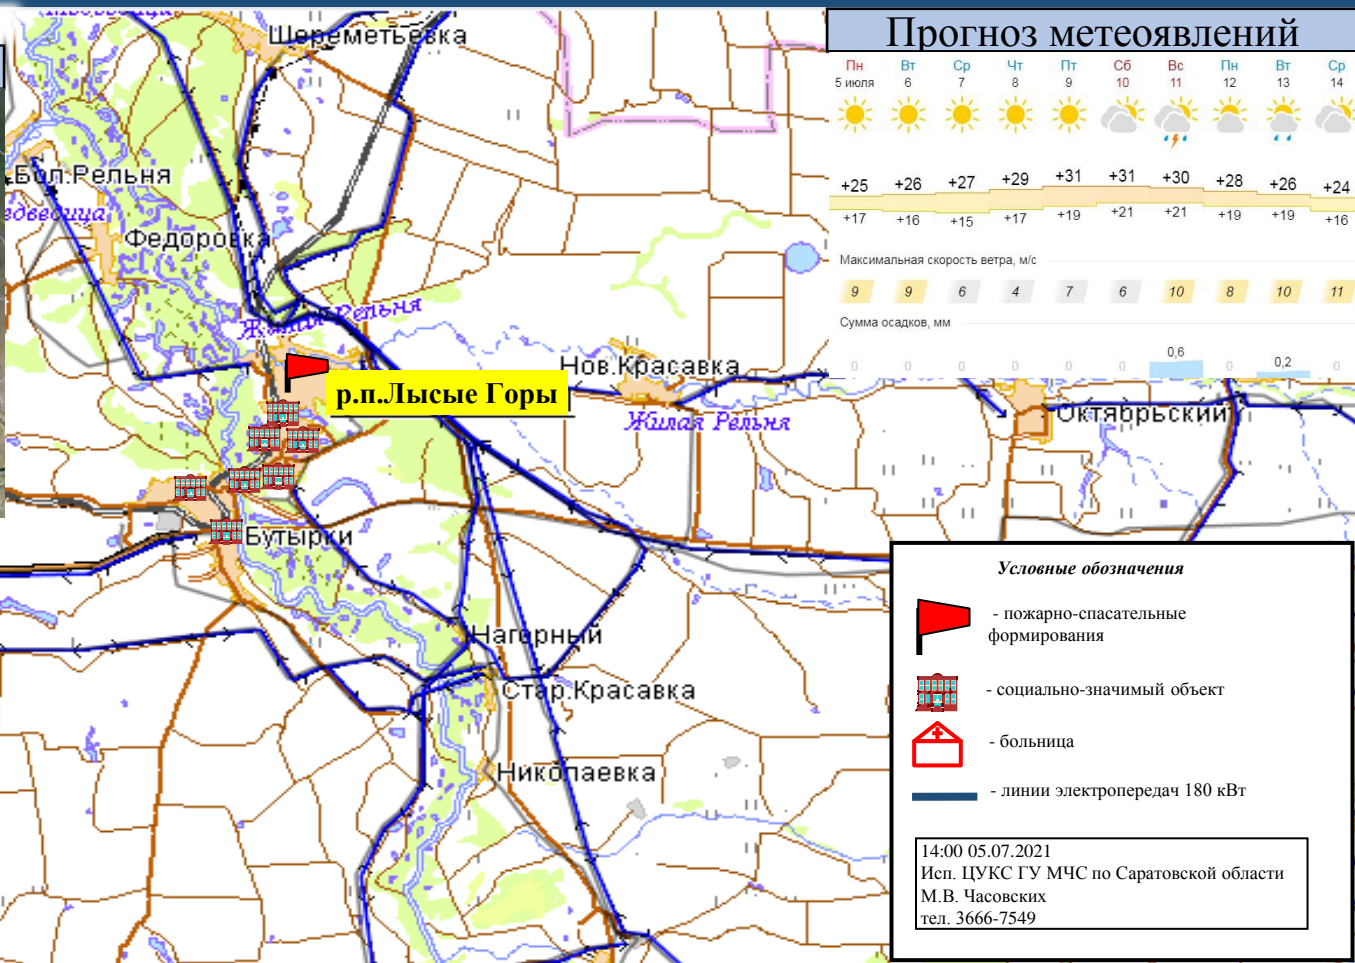 Шереметьевка
Прогноз метеоявлений
Пн Вт Ср Чт Пт Сб Вс Пн Вт Ср
5 июля 6 7 8 9 10 11 12 13 14
+25 +26 +27 +29 +31 +31 +30 +28 +26 +24
+17 +16 +15 +17 +19 +21 +21 +19 +19 +16
Максимальная скорость ветра, м/с
9 9 6 4 7 6 10 8 10 11
Сумма осадков, мм
0 0 0 0 0 0 0,6 0 0,2 0
Бол.Рельня
Федоровка
Жилая Рельня
р.п.Лысые Горы
Нов.Красавка
Жилая Рельня
Октябрьский
Бутырки
Нагорный
Стар.Красавка
Николаевка
Условные обозначения
- пожарно-спасательные
формирования
- социально-значимый объект
- больница
- линии электропередач 180 кВт
14:00 05.07.2021
Исп. ЦУКС ГУ МЧС по Саратовской области
М.В. Часовских
тел. 3666-7549